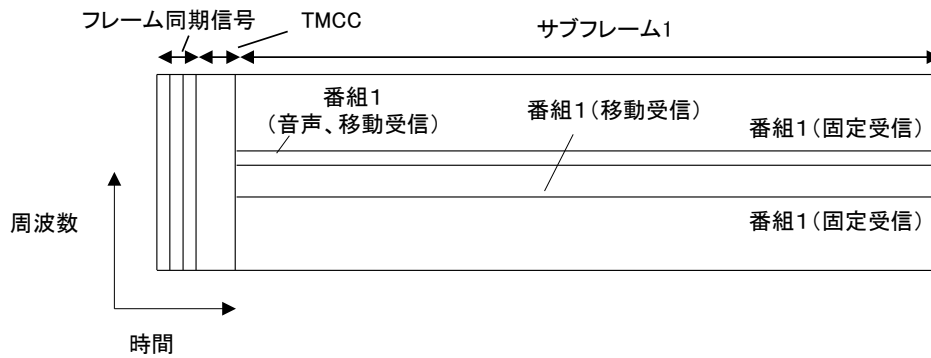 フレーム同期信号
TMCC
サブフレーム1
番組1
（音声、移動受信）
番組1（移動受信）
番組1（固定受信）
番組1（固定受信）
周波数
時間